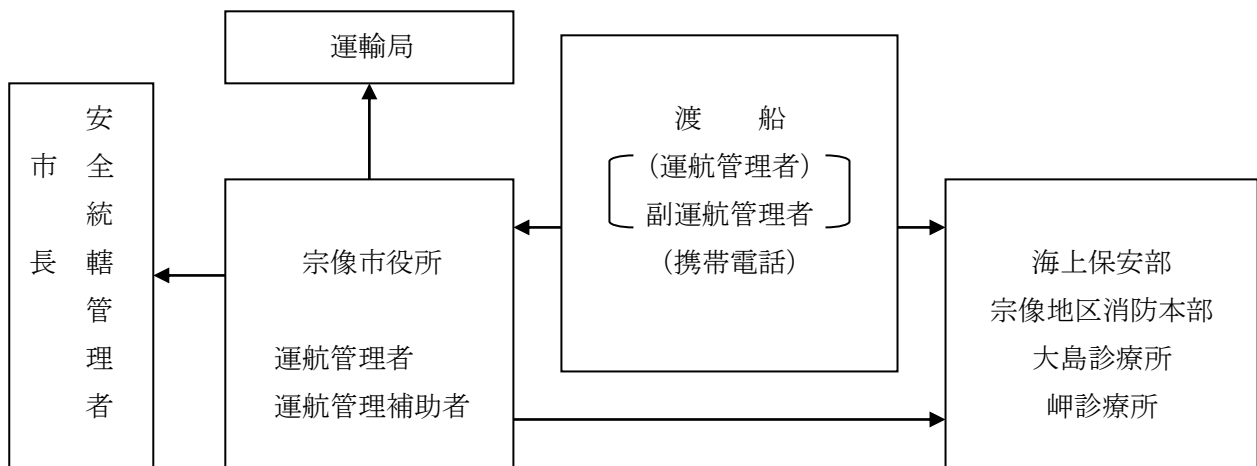 運輸局
安全統轄管理者
市長
渡　　船
（運航管理者）
副運航管理者
（携帯電話）
宗像市役所
運航管理者
運航管理補助者
海上保安部
宗像地区消防本部
大島診療所
岬診療所